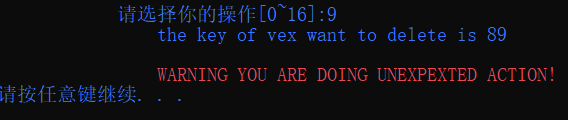 请选择你的操作[0~16]:9
the key of vex want to delete is 89
WARNING YOU ARE DOING UNEXPEXTED ACTION!
请按任意键继续. . .